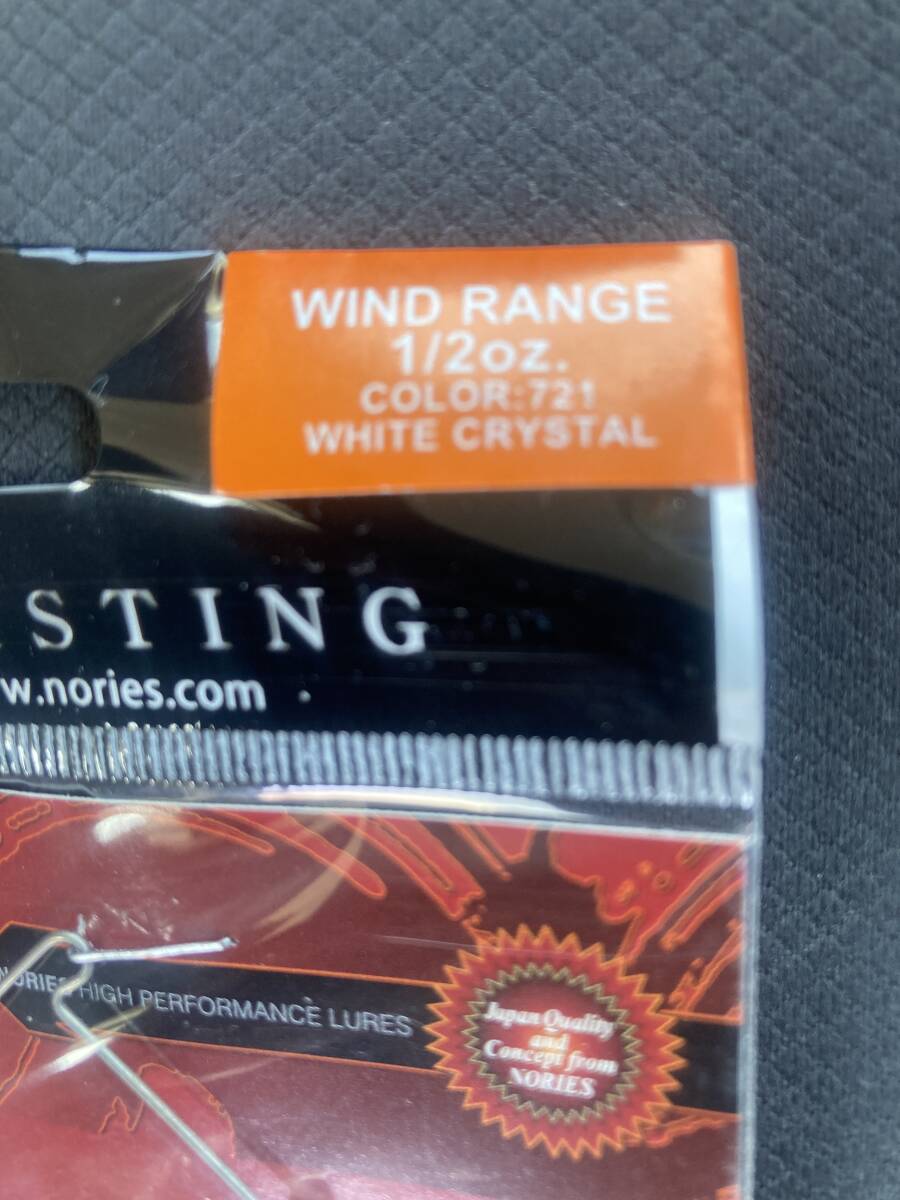 WIND RANGE
1/2oz.
COLOR:721
WHITE CRYSTAL
STING
w.nories.com
NORIES HIGH PERFORMANCE LURES
Japan Quality
and
Concept from
NORIES